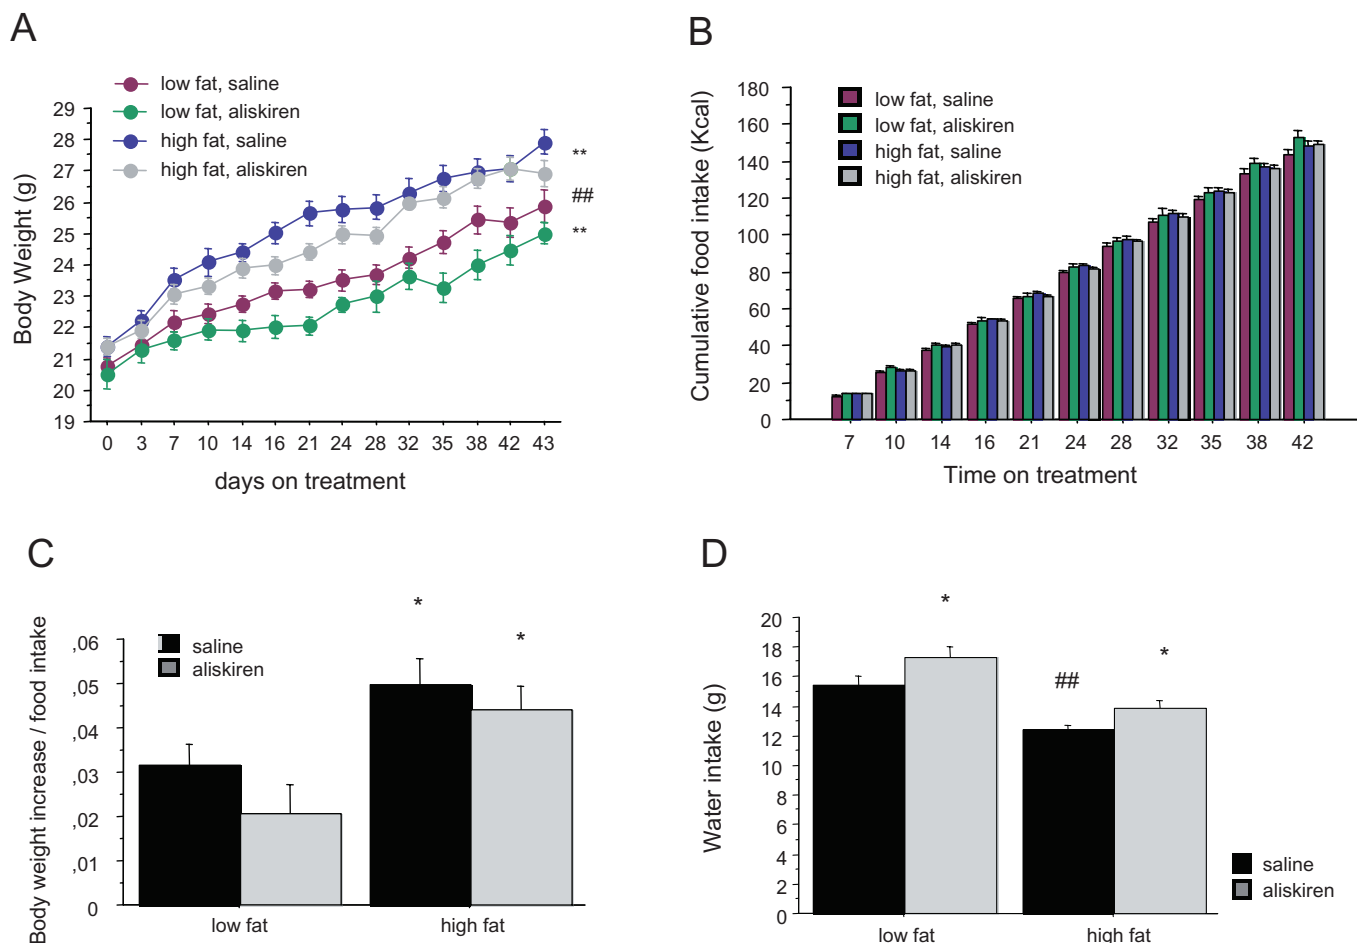 A
low fat, saline
low fat, aliskiren
high fat, saline
high fat, aliskiren
Body Weight (g)
29
28
27
26
25
24
23
22
21
20
19
**
##
**
0 3 7 10 14 16 21 24 28 32 35 38 42 43
days on treatment
B
low fat, saline
low fat, aliskiren
high fat, saline
high fat, aliskiren
Cumulative food intake (Kcal)
180
160
140
120
100
80
60
40
20
0
7 10 14 16 21 24 28 32 35 38 42
Time on treatment
C
saline
aliskiren
Body weight increase / food intake
,06
,05
,04
,03
,02
,01
0
*
*
low fat high fat
D
Water intake (g)
20
18
16
14
12
10
8
6
4
2
0
*
##
*
low fat high fat
saline
aliskiren